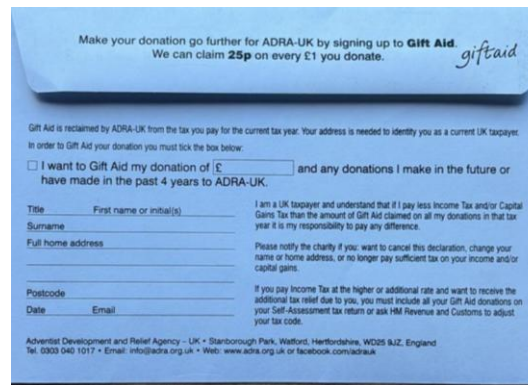 Make your donation go further for ADRA-UK by signing up to Gift Aid.
We can claim 25p on every £1 you donate.
giftaid
Gift Aid is reclaimed by ADRA-UK from the tax you pay for the current tax year. Your address is needed to identify you as a current UK taxpayer.
In order to Gift Aid your donation you must tick the box below:
I want to Gift Aid my donation of £ and any donations I make in the future or
have made in the past 4 years to ADRA-UK.
Title First name or initial(s)
Surname
Full home address
Postcode
Date Email
I am a UK taxpayer and understand that if I pay less Income Tax and/or Capital
Gains Tax than the amount of Gift Aid claimed on all my donations in that tax
year it is my responsibility to pay any difference.
Please notify the charity if you: want to cancel this declaration, change your
name or home address, or no longer pay sufficient tax on your income and/or
capital gains.
If you pay Income Tax at the higher or additional rate and want to receive the
additional tax relief due to you, you must include all your Gift Aid donations on
your Self-Assessment tax return or ask HM Revenue and Customs to adjust
your tax code.
Adventist Development and Relief Agency – UK • Stanborough Park, Watford, Hertfordshire, WD25 9JZ, England
Tel. 0303 040 1017 • Email: info@adra.org.uk • Web: www.adra.org.uk or facebook.com/adrauk